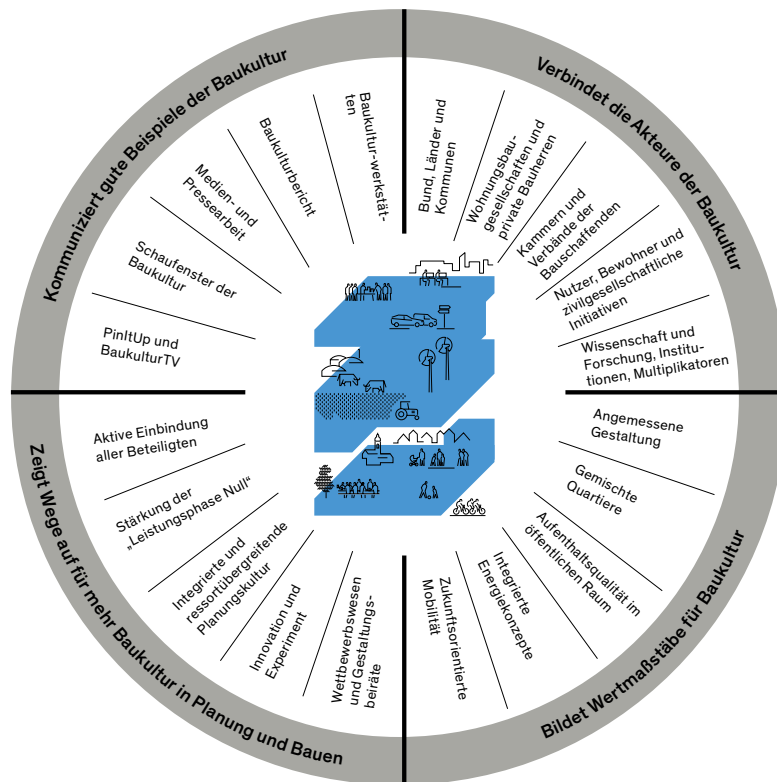 Kommuniziert gute Beispiele der Baukultur
PinItUp und
BaukulturTV
Schaufenster der
Baukultur
Medien- und
Pressearbeit
Baukulturbericht
Baukultur-werkstät-
ten
Verbindet die Akteure der Baukultur
Bund, Länder und
Kommunen
Wohnungsbau-
gesellschaften und
private Bauherren
Kammern und
Verbände der
Bauschaffenden
Nutzer, Bewohner und
zivilgesellschaftliche
Initiativen
Wissenschaft und
Forschung, Institu-
tionen, Multiplikatoren
Bildet Wertmaßstäbe für Baukultur
Angemessene
Gestaltung
Gemischte
Quartiere
Aufenthaltsqualität im
öffentlichen Raum
Integrierte
Energiekonzepte
Zukunftsorientierte
Mobilität
Zeigt Wege auf für mehr Baukultur in Planung und Bauen
Aktive Einbindung
aller Beteiligten
Stärkung der
„Leistungsphase Null“
Integrierte und
ressortübergreifende
Planungskultur
Innovation und
Experiment
Wettbewerbswesen
und Gestaltungs-
beiräte